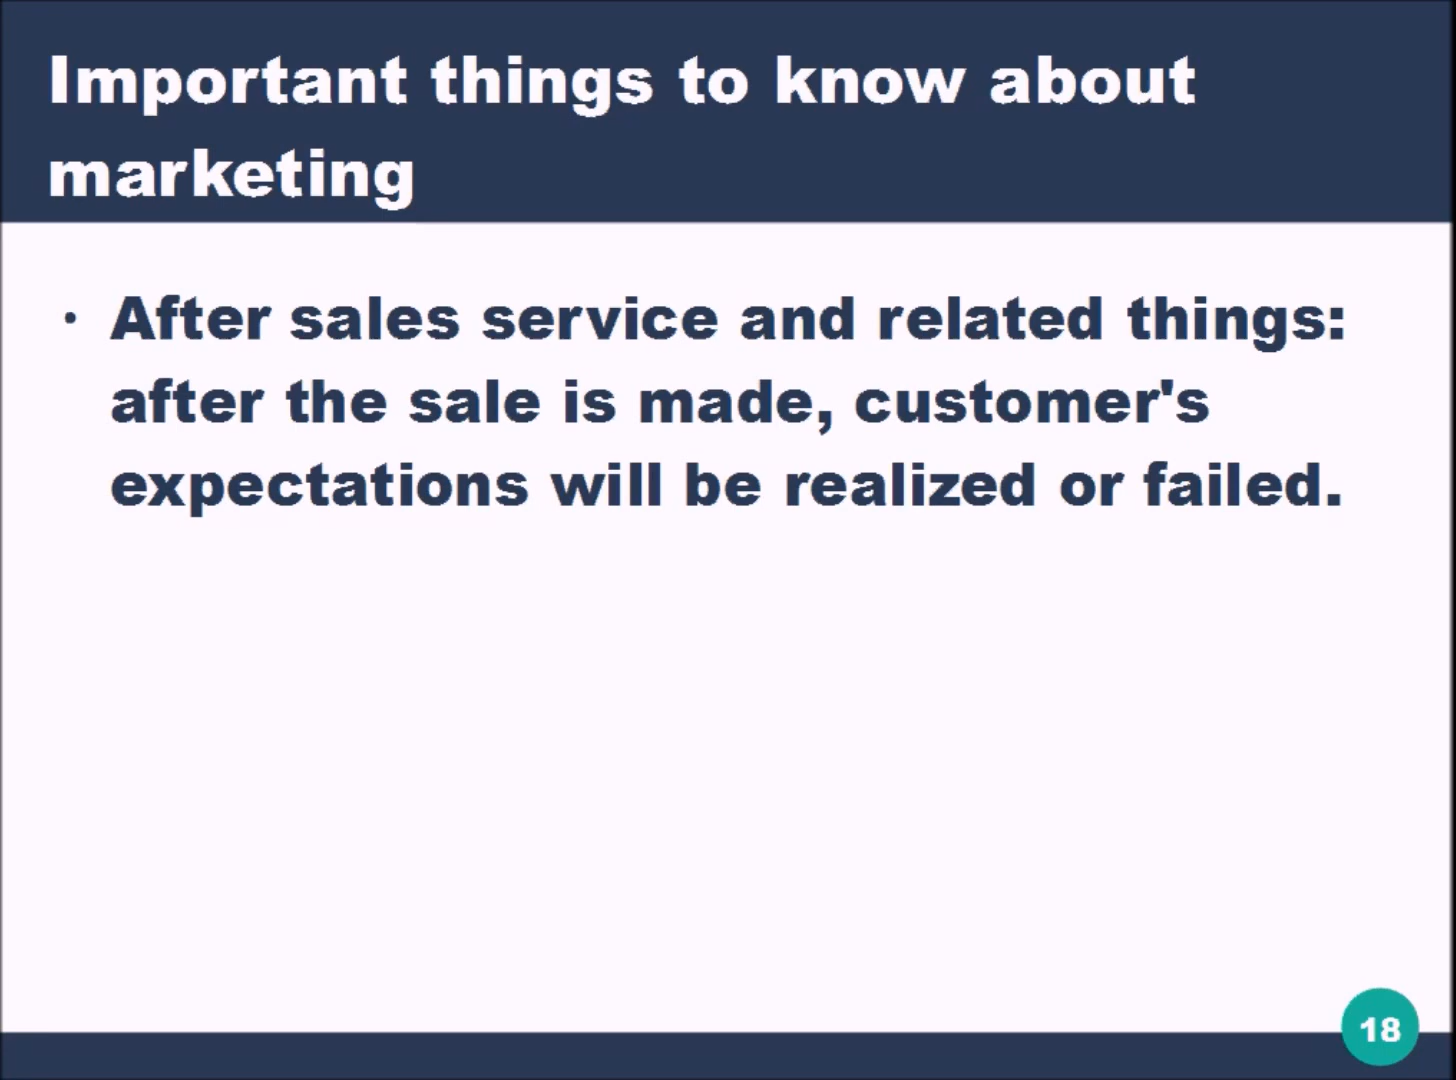 Important things to know about
marketing
· After sales service and related things:
after the sale is made, customer's
expectations will be realized or failed.
18